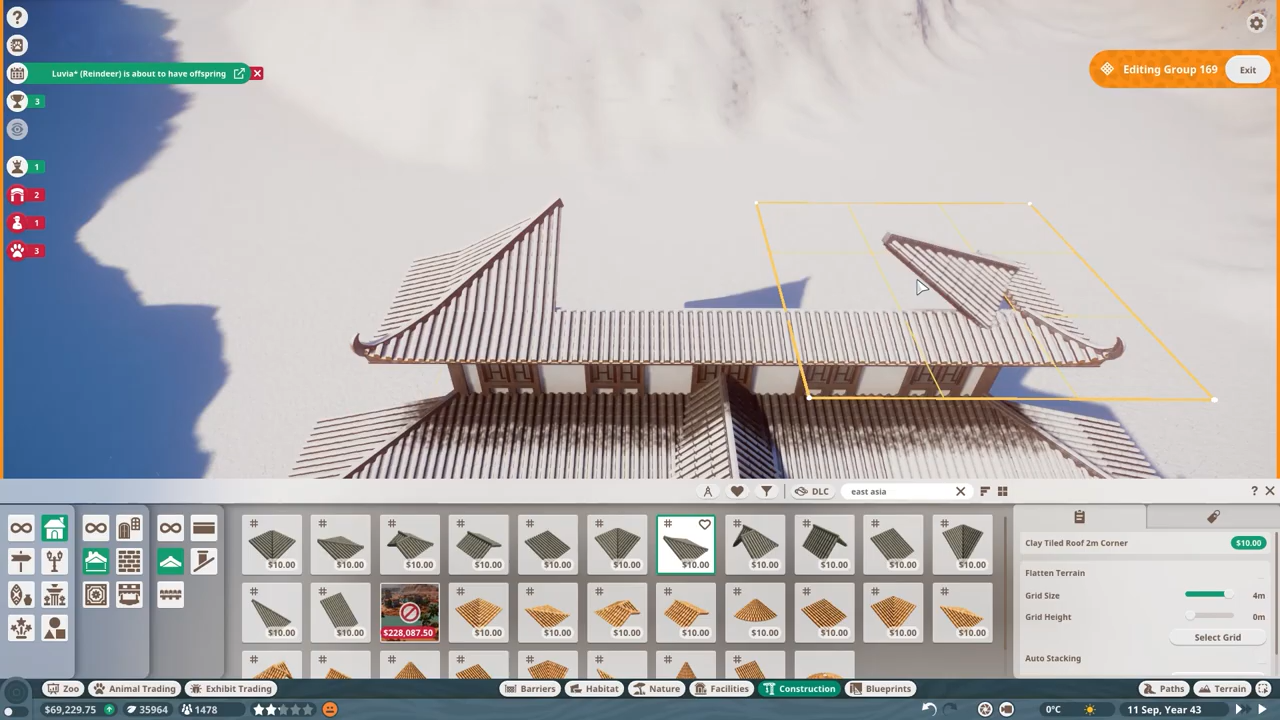 ?
Luvia* (Reindeer) is about to have offspring
3
1
2
1
3
Editing Group 169
Exit
DLC
east asia
?
$10.00 $10.00 $10.00 $10.00 $10.00 $10.00 $10.00 $10.00 $10.00 $10.00 $10.00
$10.00 $10.00 $228,087.50 $10.00 $10.00 $10.00 $10.00 $10.00 $10.00 $10.00 $10.00
Clay Tiled Roof 2m Corner
$10.00
Flatten Terrain
Grid Size
4m
Grid Height
0m
Select Grid
Auto Stacking
Zoo
Animal Trading
Exhibit Trading
Barriers
Habitat
Nature
Facilities
Construction
Blueprints
Paths
Terrain
$69,229.75
35964
1478
0°C
11 Sep, Year 43